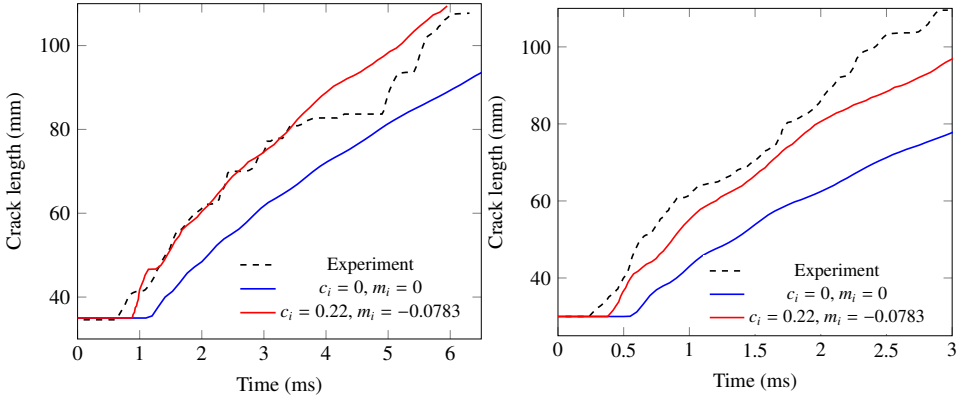 100
80
60
40
0
1
2
3
4
5
6
Crack length (mm)
Time (ms)
Experiment
c_i = 0, m_i = 0
c_i = 0.22, m_i = −0.0783
100
80
60
40
0
0.5
1
1.5
2
2.5
3
Crack length (mm)
Time (ms)
Experiment
c_i = 0, m_i = 0
c_i = 0.22, m_i = −0.0783